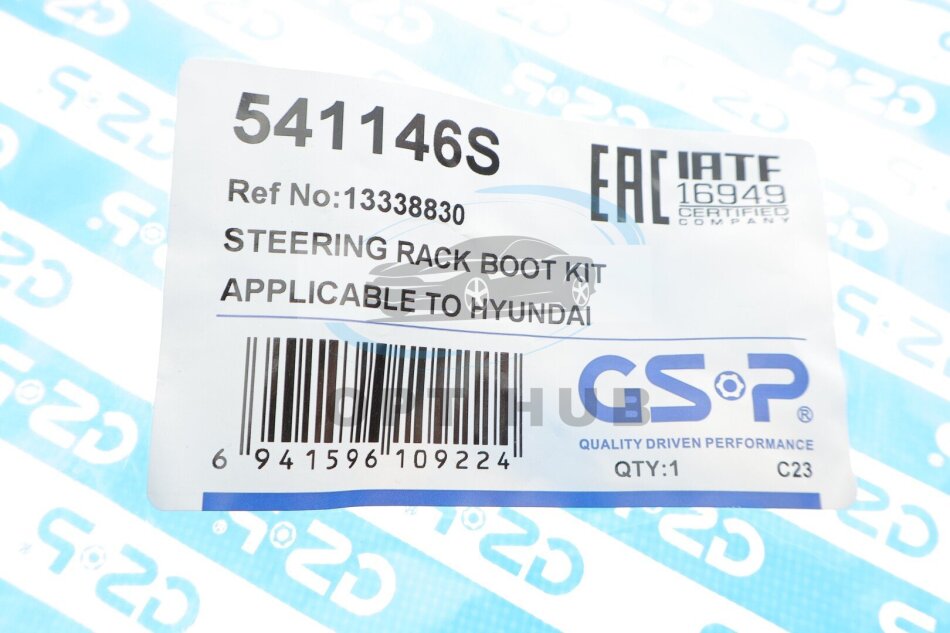 541146S
EAC IATF
16949
CERTIFIED
COMPANY
Ref No:13338830
STEERING RACK BOOT KIT
APPLICABLE TO HYUNDAI
OPT HUB
GS·P®
QUALITY DRIVEN PERFORMANCE
6 941596 109224
QTY:1 C23